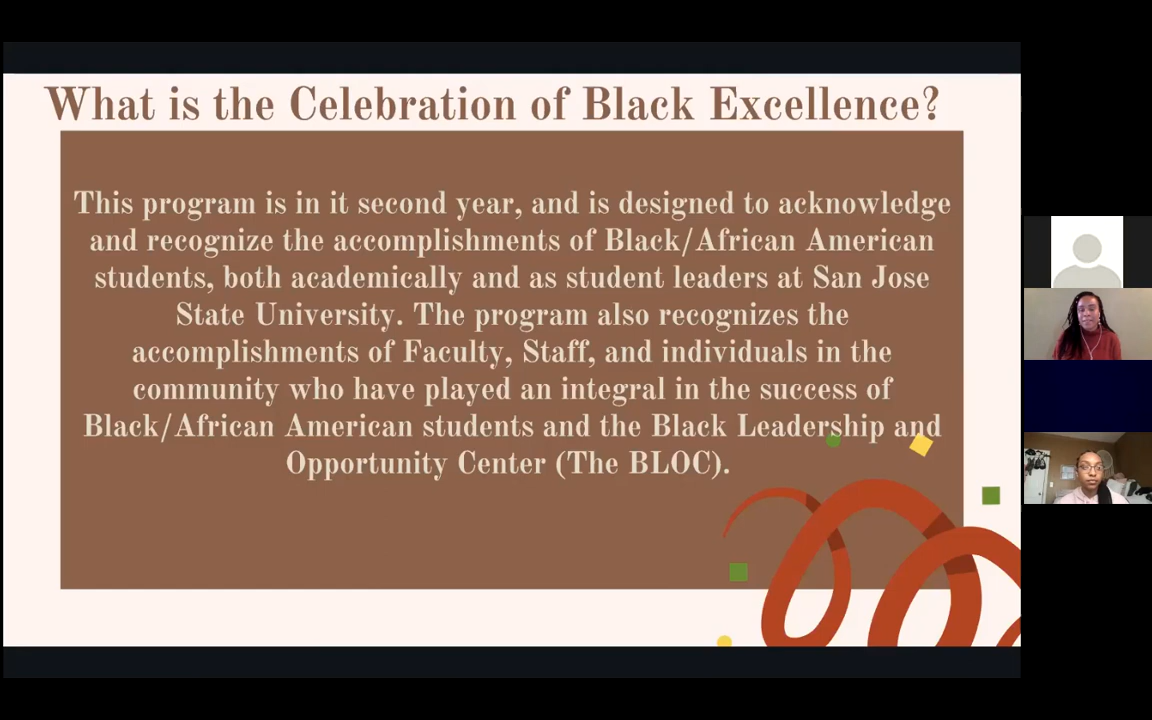 What is the Celebration of Black Excellence?
This program is in it second year, and is designed to acknowledge
and recognize the accomplishments of Black/African American
students, both academically and as student leaders at San Jose
State University. The program also recognizes the
accomplishments of Faculty, Staff, and individuals in the
community who have played an integral in the success of
Black/African American students and the Black Leadership and
Opportunity Center (The BLOC).